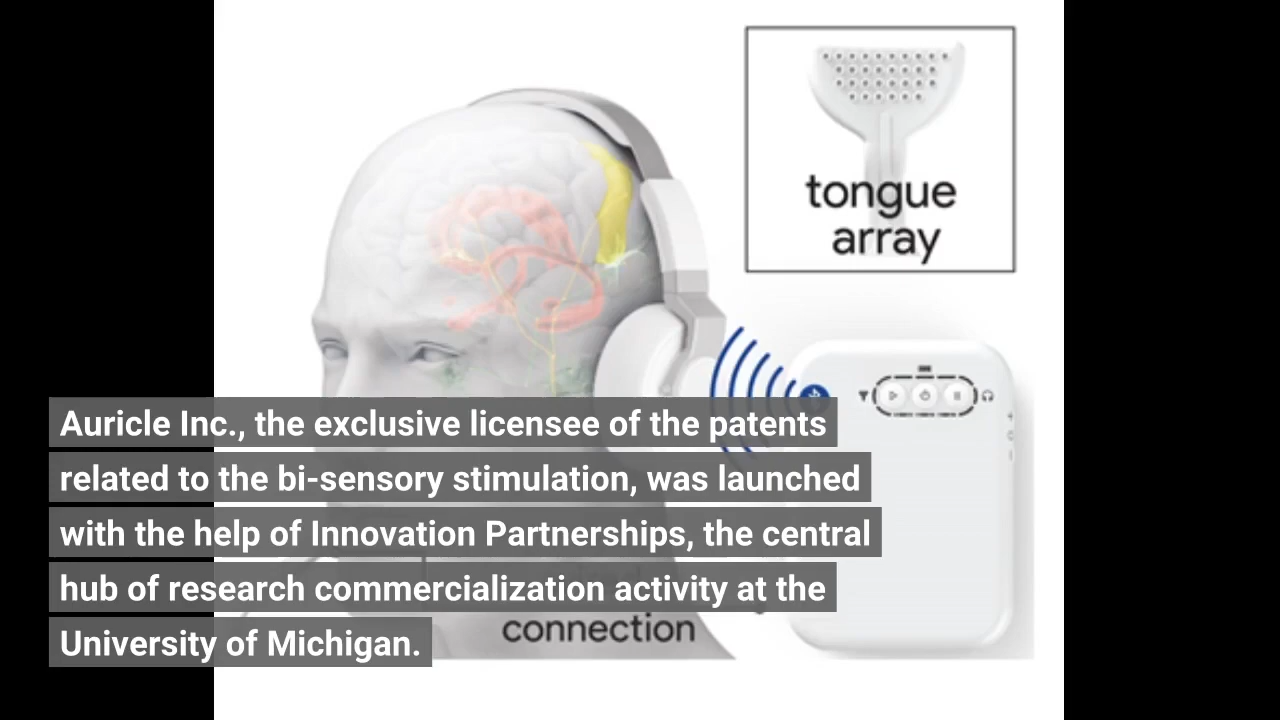 tongue
array
Auricle Inc., the exclusive licensee of the patents
related to the bi-sensory stimulation, was launched
with the help of Innovation Partnerships, the central
hub of research commercialization activity at the
University of Michigan.
connection